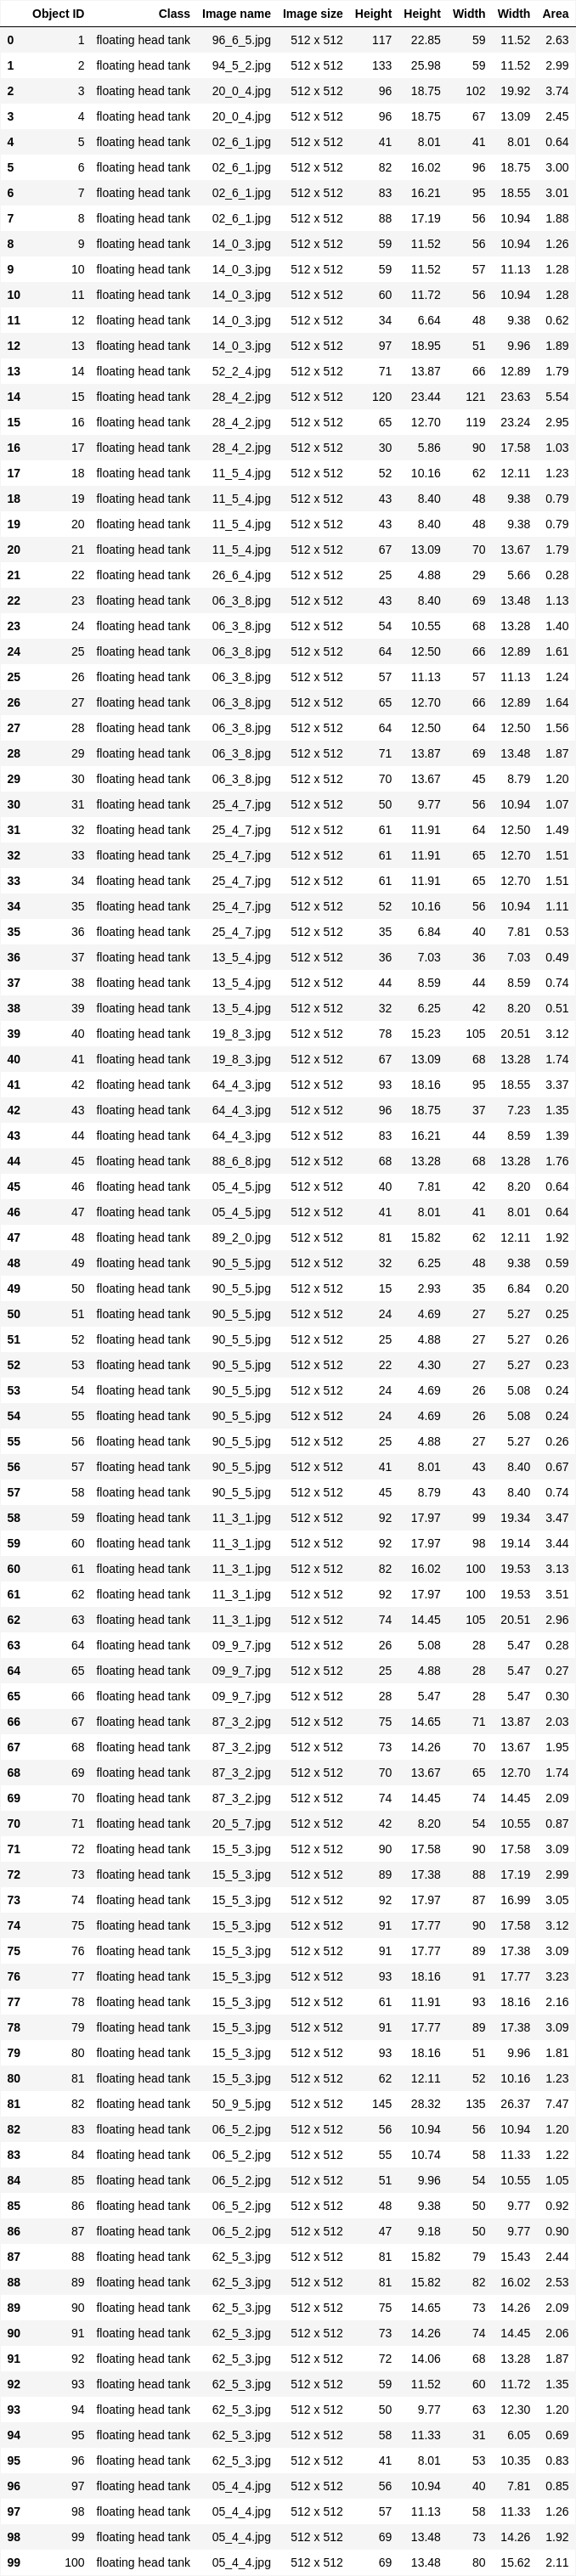 Object ID Class Image name Image size Height Height Width Width Area
0 1 floating head tank 96_6_5.jpg 512 x 512 117 22.85 59 11.52 2.63
1 2 floating head tank 94_5_2.jpg 512 x 512 133 25.98 59 11.52 2.99
2 3 floating head tank 20_0_4.jpg 512 x 512 96 18.75 102 19.92 3.74
3 4 floating head tank 20_0_4.jpg 512 x 512 96 18.75 67 13.09 2.45
4 5 floating head tank 02_6_1.jpg 512 x 512 41 8.01 41 8.01 0.64
5 6 floating head tank 02_6_1.jpg 512 x 512 82 16.02 96 18.75 3.00
6 7 floating head tank 02_6_1.jpg 512 x 512 83 16.21 95 18.55 3.01
7 8 floating head tank 02_6_1.jpg 512 x 512 88 17.19 56 10.94 1.88
8 9 floating head tank 14_0_3.jpg 512 x 512 59 11.52 56 10.94 1.26
9 10 floating head tank 14_0_3.jpg 512 x 512 59 11.52 57 11.13 1.28
10 11 floating head tank 14_0_3.jpg 512 x 512 60 11.72 56 10.94 1.28
11 12 floating head tank 14_0_3.jpg 512 x 512 34 6.64 48 9.38 0.62
12 13 floating head tank 14_0_3.jpg 512 x 512 97 18.95 51 9.96 1.89
13 14 floating head tank 52_2_4.jpg 512 x 512 71 13.87 66 12.89 1.79
14 15 floating head tank 28_4_2.jpg 512 x 512 120 23.44 121 23.63 5.54
15 16 floating head tank 28_4_2.jpg 512 x 512 65 12.70 119 23.24 2.95
16 17 floating head tank 28_4_2.jpg 512 x 512 30 5.86 90 17.58 1.03
17 18 floating head tank 11_5_4.jpg 512 x 512 52 10.16 62 12.11 1.23
18 19 floating head tank 11_5_4.jpg 512 x 512 43 8.40 48 9.38 0.79
19 20 floating head tank 11_5_4.jpg 512 x 512 43 8.40 48 9.38 0.79
20 21 floating head tank 11_5_4.jpg 512 x 512 67 13.09 70 13.67 1.79
21 22 floating head tank 26_6_4.jpg 512 x 512 25 4.88 29 5.66 0.28
22 23 floating head tank 06_3_8.jpg 512 x 512 43 8.40 69 13.48 1.13
23 24 floating head tank 06_3_8.jpg 512 x 512 54 10.55 68 13.28 1.40
24 25 floating head tank 06_3_8.jpg 512 x 512 64 12.50 66 12.89 1.61
25 26 floating head tank 06_3_8.jpg 512 x 512 57 11.13 57 11.13 1.24
26 27 floating head tank 06_3_8.jpg 512 x 512 65 12.70 66 12.89 1.64
27 28 floating head tank 06_3_8.jpg 512 x 512 64 12.50 64 12.50 1.56
28 29 floating head tank 06_3_8.jpg 512 x 512 71 13.87 69 13.48 1.87
29 30 floating head tank 06_3_8.jpg 512 x 512 70 13.67 45 8.79 1.20
30 31 floating head tank 25_4_7.jpg 512 x 512 50 9.77 56 10.94 1.07
31 32 floating head tank 25_4_7.jpg 512 x 512 61 11.91 64 12.50 1.49
32 33 floating head tank 25_4_7.jpg 512 x 512 61 11.91 65 12.70 1.51
33 34 floating head tank 25_4_7.jpg 512 x 512 61 11.91 65 12.70 1.51
34 35 floating head tank 25_4_7.jpg 512 x 512 52 10.16 56 10.94 1.11
35 36 floating head tank 25_4_7.jpg 512 x 512 35 6.84 40 7.81 0.53
36 37 floating head tank 13_5_4.jpg 512 x 512 36 7.03 36 7.03 0.49
37 38 floating head tank 13_5_4.jpg 512 x 512 44 8.59 44 8.59 0.74
38 39 floating head tank 13_5_4.jpg 512 x 512 32 6.25 42 8.20 0.51
39 40 floating head tank 19_8_3.jpg 512 x 512 78 15.23 105 20.51 3.12
40 41 floating head tank 19_8_3.jpg 512 x 512 67 13.09 68 13.28 1.74
41 42 floating head tank 64_4_3.jpg 512 x 512 93 18.16 95 18.55 3.37
42 43 floating head tank 64_4_3.jpg 512 x 512 96 18.75 37 7.23 1.35
43 44 floating head tank 64_4_3.jpg 512 x 512 83 16.21 44 8.59 1.39
44 45 floating head tank 88_6_8.jpg 512 x 512 68 13.28 68 13.28 1.76
45 46 floating head tank 05_4_5.jpg 512 x 512 40 7.81 42 8.20 0.64
46 47 floating head tank 05_4_5.jpg 512 x 512 41 8.01 41 8.01 0.64
47 48 floating head tank 89_2_0.jpg 512 x 512 81 15.82 62 12.11 1.92
48 49 floating head tank 90_5_5.jpg 512 x 512 32 6.25 48 9.38 0.59
49 50 floating head tank 90_5_5.jpg 512 x 512 15 2.93 35 6.84 0.20
50 51 floating head tank 90_5_5.jpg 512 x 512 24 4.69 27 5.27 0.25
51 52 floating head tank 90_5_5.jpg 512 x 512 25 4.88 27 5.27 0.26
52 53 floating head tank 90_5_5.jpg 512 x 512 22 4.30 27 5.27 0.23
53 54 floating head tank 90_5_5.jpg 512 x 512 24 4.69 26 5.08 0.24
54 55 floating head tank 90_5_5.jpg 512 x 512 24 4.69 26 5.08 0.24
55 56 floating head tank 90_5_5.jpg 512 x 512 25 4.88 27 5.27 0.26
56 57 floating head tank 90_5_5.jpg 512 x 512 41 8.01 43 8.40 0.67
57 58 floating head tank 90_5_5.jpg 512 x 512 45 8.79 43 8.40 0.74
58 59 floating head tank 11_3_1.jpg 512 x 512 92 17.97 99 19.34 3.47
59 60 floating head tank 11_3_1.jpg 512 x 512 92 17.97 98 19.14 3.44
60 61 floating head tank 11_3_1.jpg 512 x 512 82 16.02 100 19.53 3.13
61 62 floating head tank 11_3_1.jpg 512 x 512 92 17.97 100 19.53 3.51
62 63 floating head tank 11_3_1.jpg 512 x 512 74 14.45 105 20.51 2.96
63 64 floating head tank 09_9_7.jpg 512 x 512 26 5.08 28 5.47 0.28
64 65 floating head tank 09_9_7.jpg 512 x 512 25 4.88 28 5.47 0.27
65 66 floating head tank 09_9_7.jpg 512 x 512 28 5.47 28 5.47 0.30
66 67 floating head tank 87_3_2.jpg 512 x 512 75 14.65 71 13.87 2.03
67 68 floating head tank 87_3_2.jpg 512 x 512 73 14.26 70 13.67 1.95
68 69 floating head tank 87_3_2.jpg 512 x 512 70 13.67 65 12.70 1.74
69 70 floating head tank 87_3_2.jpg 512 x 512 74 14.45 74 14.45 2.09
70 71 floating head tank 20_5_7.jpg 512 x 512 42 8.20 54 10.55 0.87
71 72 floating head tank 15_5_3.jpg 512 x 512 90 17.58 90 17.58 3.09
72 73 floating head tank 15_5_3.jpg 512 x 512 89 17.38 88 17.19 2.99
73 74 floating head tank 15_5_3.jpg 512 x 512 92 17.97 87 16.99 3.05
74 75 floating head tank 15_5_3.jpg 512 x 512 91 17.77 90 17.58 3.12
75 76 floating head tank 15_5_3.jpg 512 x 512 91 17.77 89 17.38 3.09
76 77 floating head tank 15_5_3.jpg 512 x 512 93 18.16 91 17.77 3.23
77 78 floating head tank 15_5_3.jpg 512 x 512 61 11.91 93 18.16 2.16
78 79 floating head tank 15_5_3.jpg 512 x 512 91 17.77 89 17.38 3.09
79 80 floating head tank 15_5_3.jpg 512 x 512 93 18.16 51 9.96 1.81
80 81 floating head tank 15_5_3.jpg 512 x 512 62 12.11 52 10.16 1.23
81 82 floating head tank 50_9_5.jpg 512 x 512 145 28.32 135 26.37 7.47
82 83 floating head tank 06_5_2.jpg 512 x 512 56 10.94 56 10.94 1.20
83 84 floating head tank 06_5_2.jpg 512 x 512 55 10.74 58 11.33 1.22
84 85 floating head tank 06_5_2.jpg 512 x 512 51 9.96 54 10.55 1.05
85 86 floating head tank 06_5_2.jpg 512 x 512 48 9.38 50 9.77 0.92
86 87 floating head tank 06_5_2.jpg 512 x 512 47 9.18 50 9.77 0.90
87 88 floating head tank 62_5_3.jpg 512 x 512 81 15.82 79 15.43 2.44
88 89 floating head tank 62_5_3.jpg 512 x 512 81 15.82 82 16.02 2.53
89 90 floating head tank 62_5_3.jpg 512 x 512 75 14.65 73 14.26 2.09
90 91 floating head tank 62_5_3.jpg 512 x 512 73 14.26 74 14.45 2.06
91 92 floating head tank 62_5_3.jpg 512 x 512 72 14.06 68 13.28 1.87
92 93 floating head tank 62_5_3.jpg 512 x 512 59 11.52 60 11.72 1.35
93 94 floating head tank 62_5_3.jpg 512 x 512 50 9.77 63 12.30 1.20
94 95 floating head tank 62_5_3.jpg 512 x 512 58 11.33 31 6.05 0.69
95 96 floating head tank 62_5_3.jpg 512 x 512 41 8.01 53 10.35 0.83
96 97 floating head tank 05_4_4.jpg 512 x 512 56 10.94 40 7.81 0.85
97 98 floating head tank 05_4_4.jpg 512 x 512 57 11.13 58 11.33 1.26
98 99 floating head tank 05_4_4.jpg 512 x 512 69 13.48 73 14.26 1.92
99 100 floating head tank 05_4_4.jpg 512 x 512 69 13.48 80 15.62 2.11